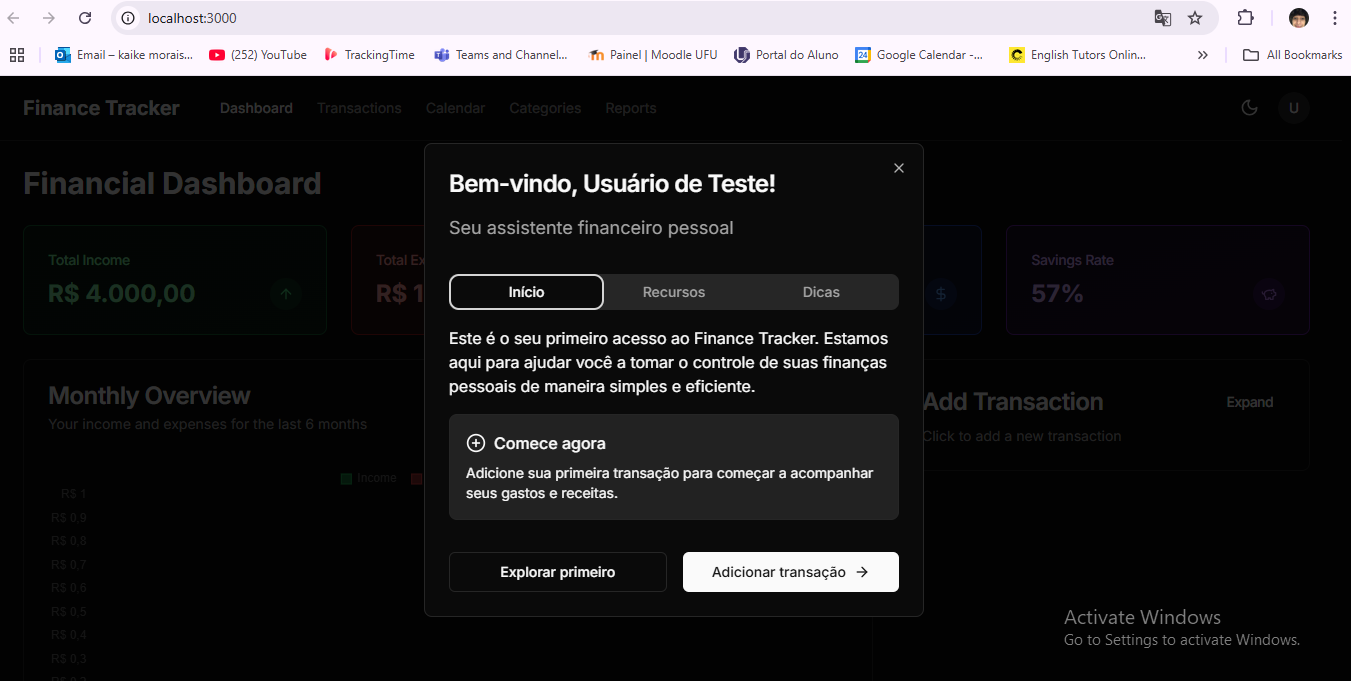 localhost:3000
Email – kaike morais...
(252) YouTube
TrackingTime
Teams and Channel...
Painel | Moodle UFU
Portal do Aluno
Google Calendar -...
English Tutors Onlin...
All Bookmarks
Finance Tracker
Dashboard
Transactions
Calendar
Categories
Reports
U
Financial Dashboard
Total Income
R$ 4.000,00
Total Ex
R$ 1
Savings Rate
57%
Bem-vindo, Usuário de Teste!
Seu assistente financeiro pessoal
Início
Recursos
Dicas
Este é o seu primeiro acesso ao Finance Tracker. Estamos
aqui para ajudar você a tomar o controle de suas finanças
pessoais de maneira simples e eficiente.
Comece agora
Adicione sua primeira transação para começar a acompanhar
seus gastos e receitas.
Explorar primeiro
Adicionar transação
Monthly Overview
Your income and expenses for the last 6 months
Income
R$ 1
R$ 0,9
R$ 0,8
R$ 0,7
R$ 0,6
R$ 0,5
R$ 0,4
R$ 0,3
Add Transaction
Expand
Click to add a new transaction
Activate Windows
Go to Settings to activate Windows.